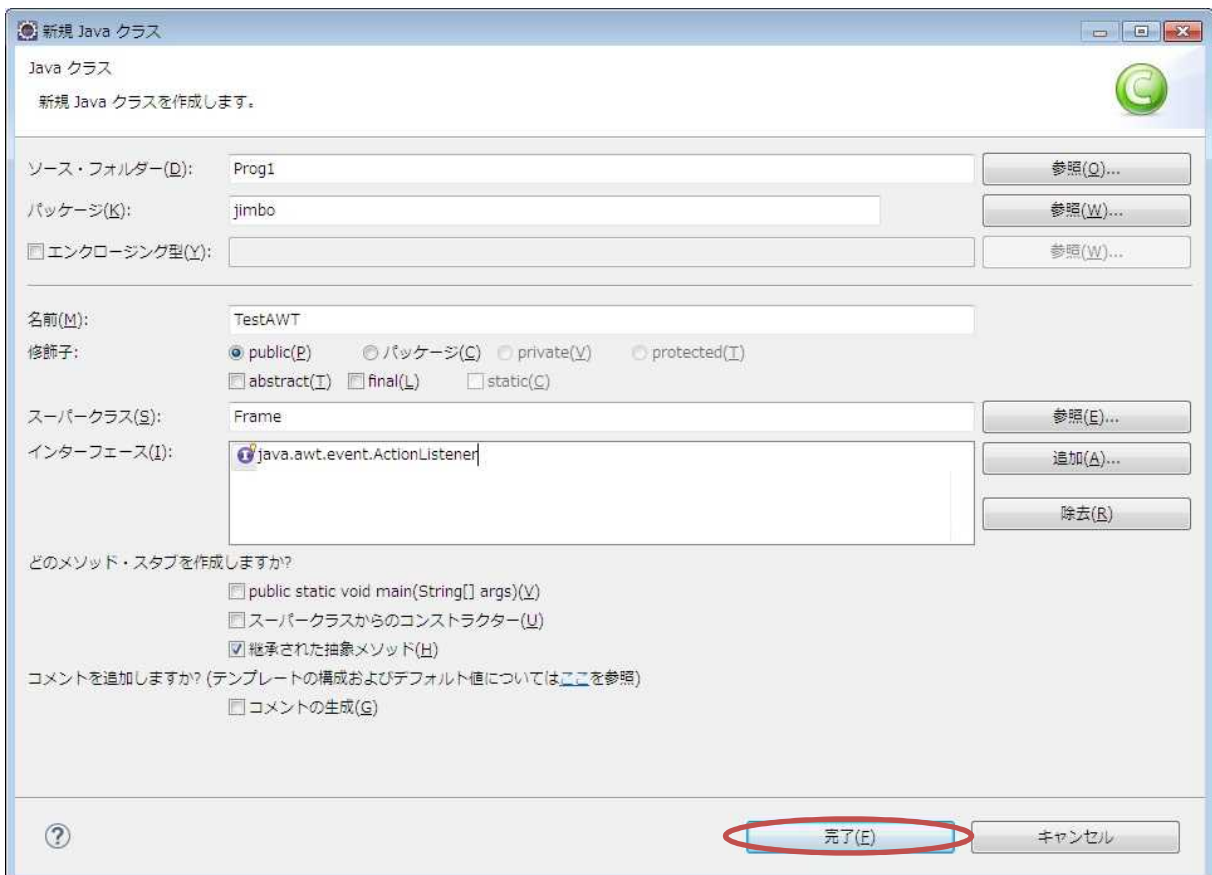 新規 Java クラス
Java クラス
新規 Java クラスを作成します。
ソース・フォルダー(D): Prog1 参照(O)...
パッケージ(K): jimbo 参照(W)...
エンクロージング型(Y): 参照(W)...
名前(M): TestAWT
修飾子: public(P) パッケージ(C) private(V) protected(T)
abstract(T) final(L) static(C)
スーパークラス(S): Frame 参照(E)...
インターフェース(I): java.awt.event.ActionListener 追加(A)...
除去(R)
どのメソッド・スタブを作成しますか?
public static void main(String[] args)(V)
スーパークラスからのコンストラクター(U)
継承された抽象メソッド(H)
コメントを追加しますか? (テンプレートの構成およびデフォルト値についてはここを参照)
コメントの生成(G)
完了(F) キャンセル